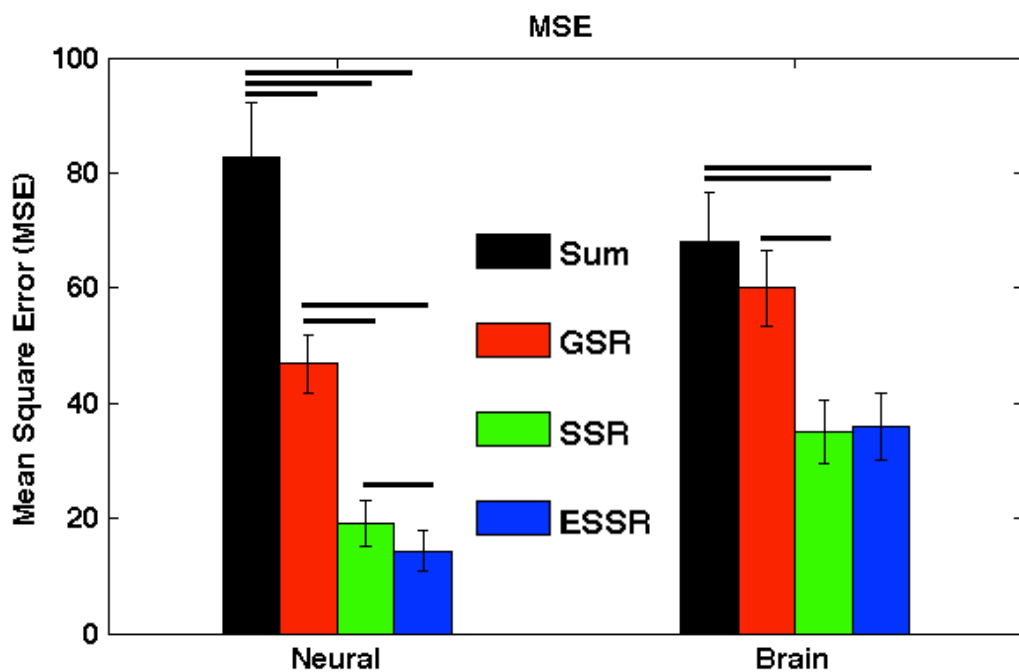 MSE
Mean Square Error (MSE)
100
80
60
40
20
0
Sum
GSR
SSR
ESSR
Neural
Brain